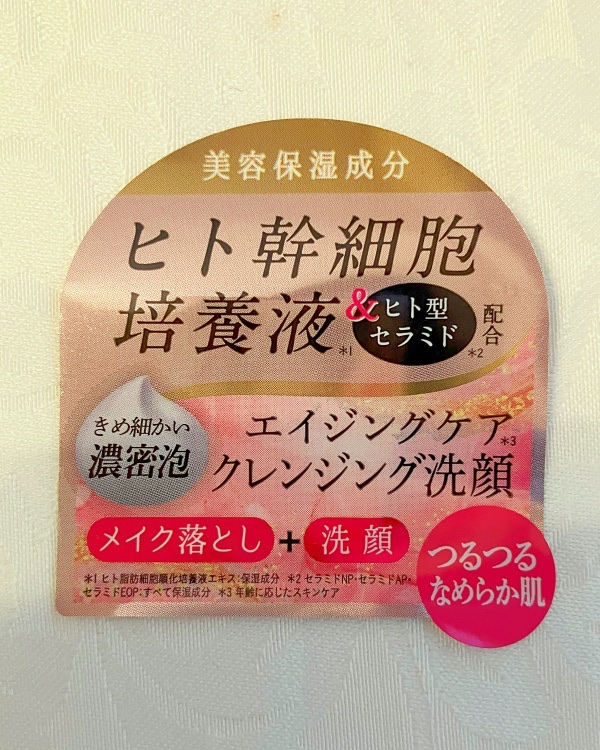 美容保湿成分
ヒト幹細胞
培養液*1
&ヒト型
セラミド*2
配合
きめ細かい
濃密泡
エイジングケア*3
クレンジング洗顔
メイク落とし+洗顔
*1 ヒト脂肪細胞順化培養液エキス:保湿成分 *2 セラミドNP・セラミドAP・
セラミドEOP:すべて保湿成分 *3 年齢に応じたスキンケア
つるつる
なめらか肌